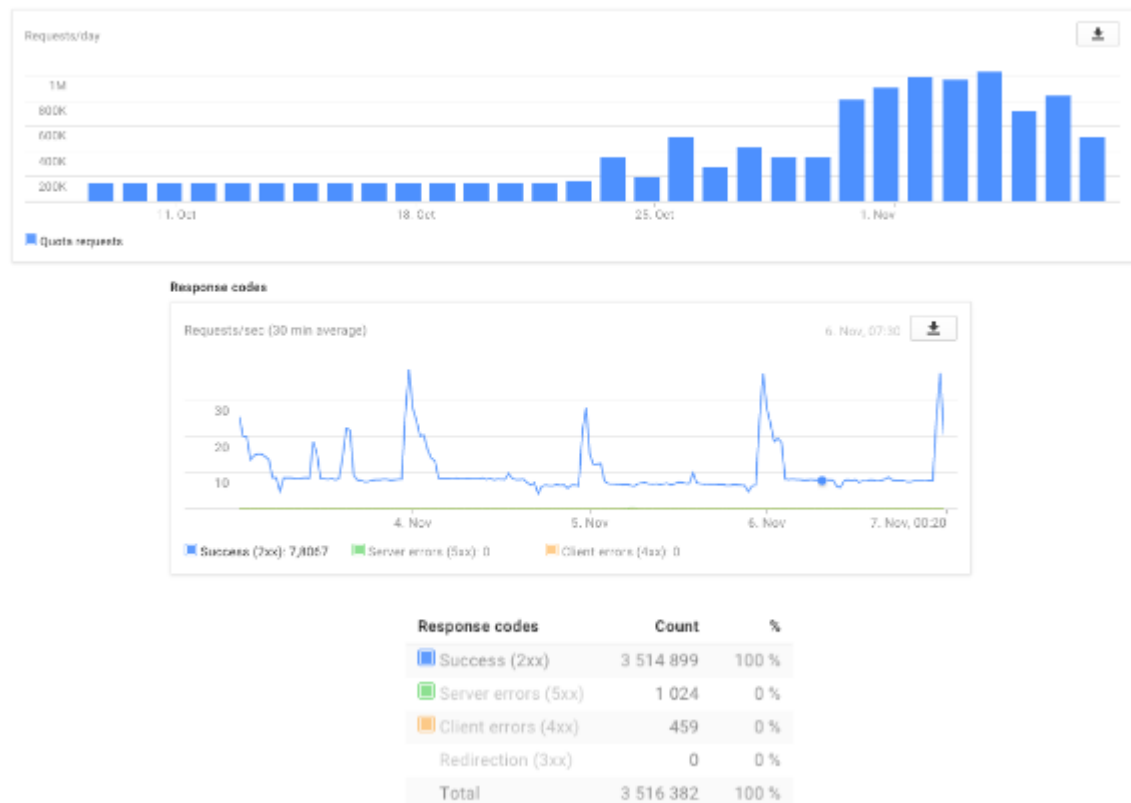 Requests/day
1M
800K
600K
400K
200K
11. Oct 18. Oct 25. Oct 1. Nov
Quota requests
Response codes
Requests/sec (30 min average) 6. Nov, 07:30
30
20
10
4. Nov 5. Nov 6. Nov 7. Nov, 00:20
Success (2xx): 7,8067 Server errors (5xx): 0 Client errors (4xx): 0
Response codes Count %
Success (2xx) 3 514 899 100 %
Server errors (5xx) 1 024 0 %
Client errors (4xx) 459 0 %
Redirection (3xx) 0 0 %
Total 3 516 382 100 %